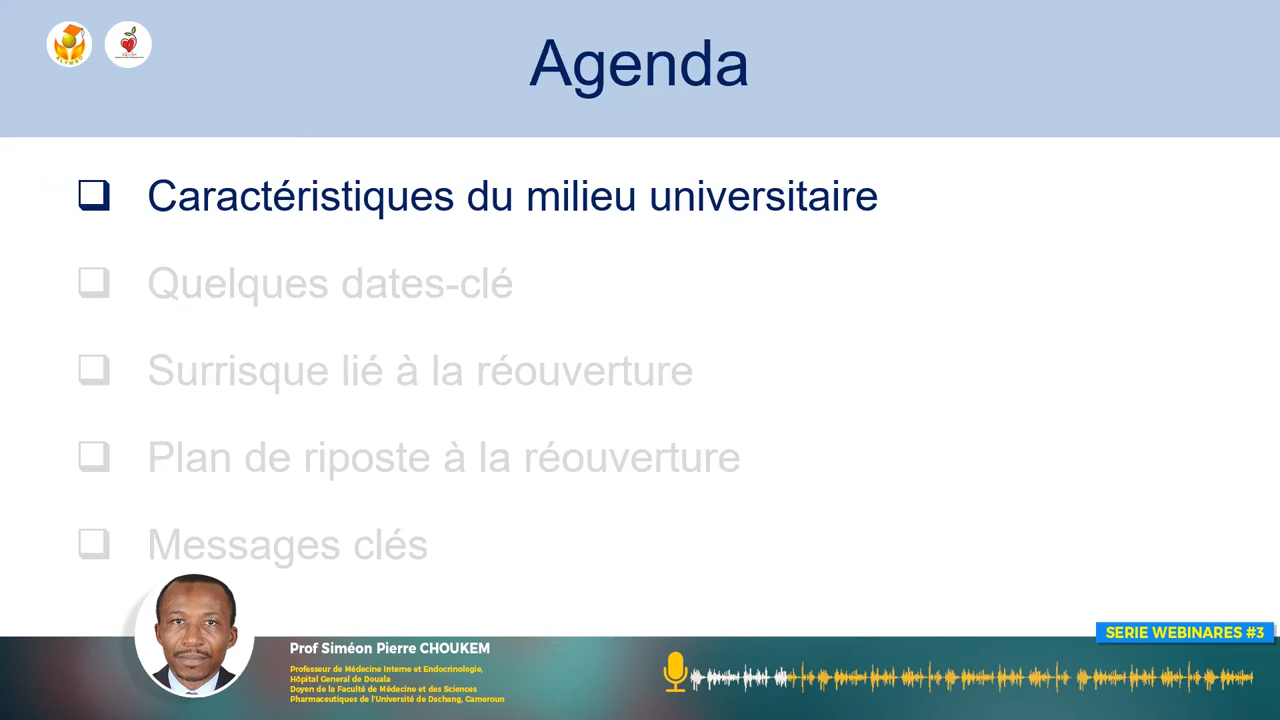 Agenda
Caractéristiques du milieu universitaire
Quelques dates-clé
Surrisque lié à la réouverture
Plan de riposte à la réouverture
Messages clés
SERIE WEBINARES #3
Prof Siméon Pierre CHOUKEM
Professeur de Médecine Interne et Endocrinologie,
Hôpital General de Douala
Doyen de la Faculté de Médecine et des Sciences
Pharmaceutiques de l'Université de Dschang, Cameroun